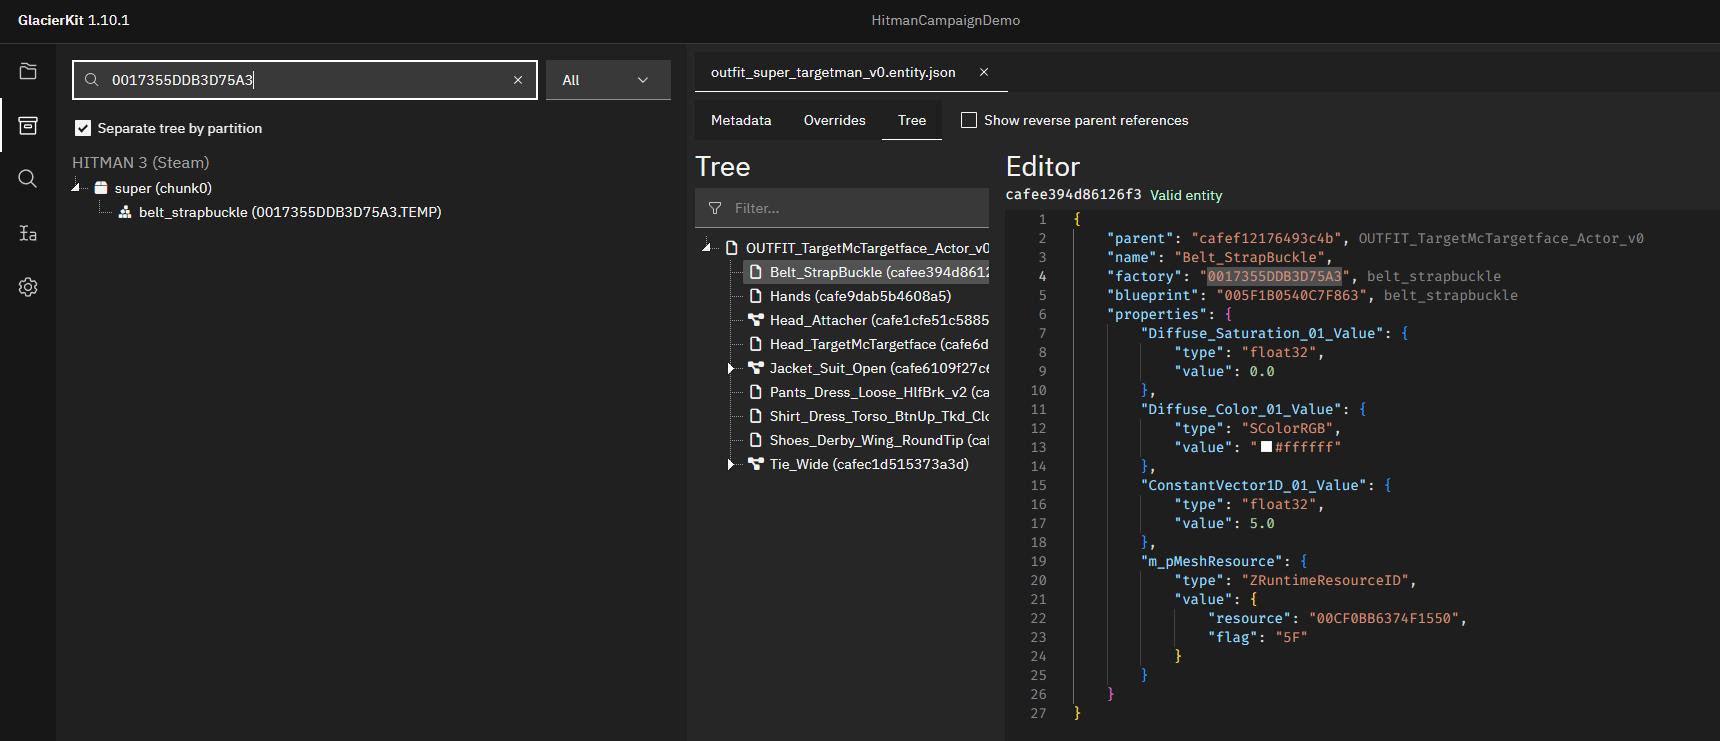 GlacierKit 1.10.1
HitmanCampaignDemo
0017355DDB3D75A3
All
Separate tree by partition
HITMAN 3 (Steam)
super (chunk0)
belt_strapbuckle (0017355DDB3D75A3.TEMP)
outfit_super_targetman_v0.entity.json
Metadata
Overrides
Tree
Show reverse parent references
Tree
Filter...
OUTFIT_TargetMcTargetface_Actor_v0
Belt_StrapBuckle (cafee394d8612
Hands (cafe9dab5b4608a5)
Head_Attacher (cafe1cfe51c5885
Head_TargetMcTargetface (cafe6d
Jacket_Suit_Open (cafe6109f27c6
Pants_Dress_Loose_HlfBrk_v2 (ca
Shirt_Dress_Torso_BtnUp_Tkd_Clo
Shoes_Derby_Wing_RoundTip (caf
Tie_Wide (cafec1d515373a3d)
Editor
cafee394d86126f3 Valid entity
1 {
2 "parent": "cafef12176493c4b", OUTFIT_TargetMcTargetface_Actor_v0
3 "name": "Belt_StrapBuckle",
4 "factory": "0017355DDB3D75A3", belt_strapbuckle
5 "blueprint": "005F1B0540C7F863", belt_strapbuckle
6 "properties": {
7 "Diffuse_Saturation_01_Value": {
8 "type": "float32",
9 "value": 0.0
10 },
11 "Diffuse_Color_01_Value": {
12 "type": "SColorRGB",
13 "value": "#ffffff"
14 },
15 "ConstantVector1D_01_Value": {
16 "type": "float32",
17 "value": 5.0
18 },
19 "m_pMeshResource": {
20 "type": "ZRuntimeResourceID",
21 "value": {
22 "resource": "00CF0BB6374F1550",
23 "flag": "5F"
24 }
25 }
26 }
27 }